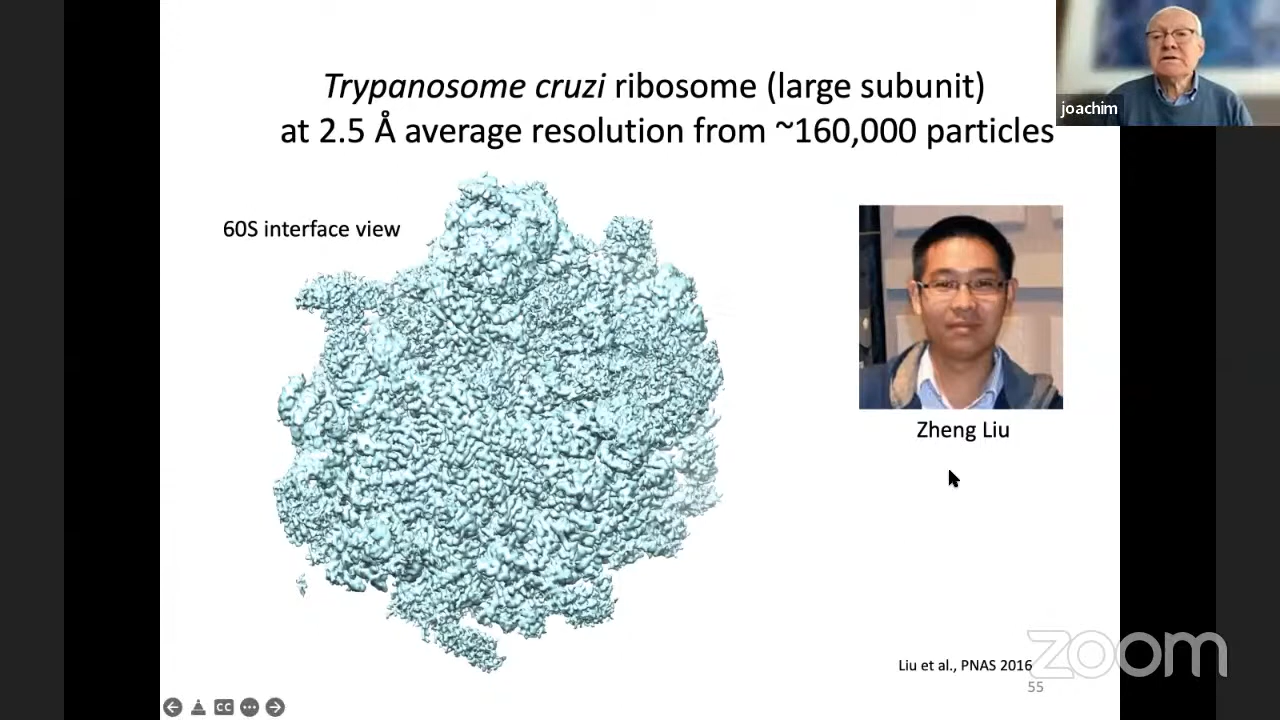 Trypanosome cruzi ribosome (large subunit)
at 2.5 Å average resolution from ~160,000 particles
joachim
60S interface view
Zheng Liu
Liu et al., PNAS 2016
zoom
55
CC